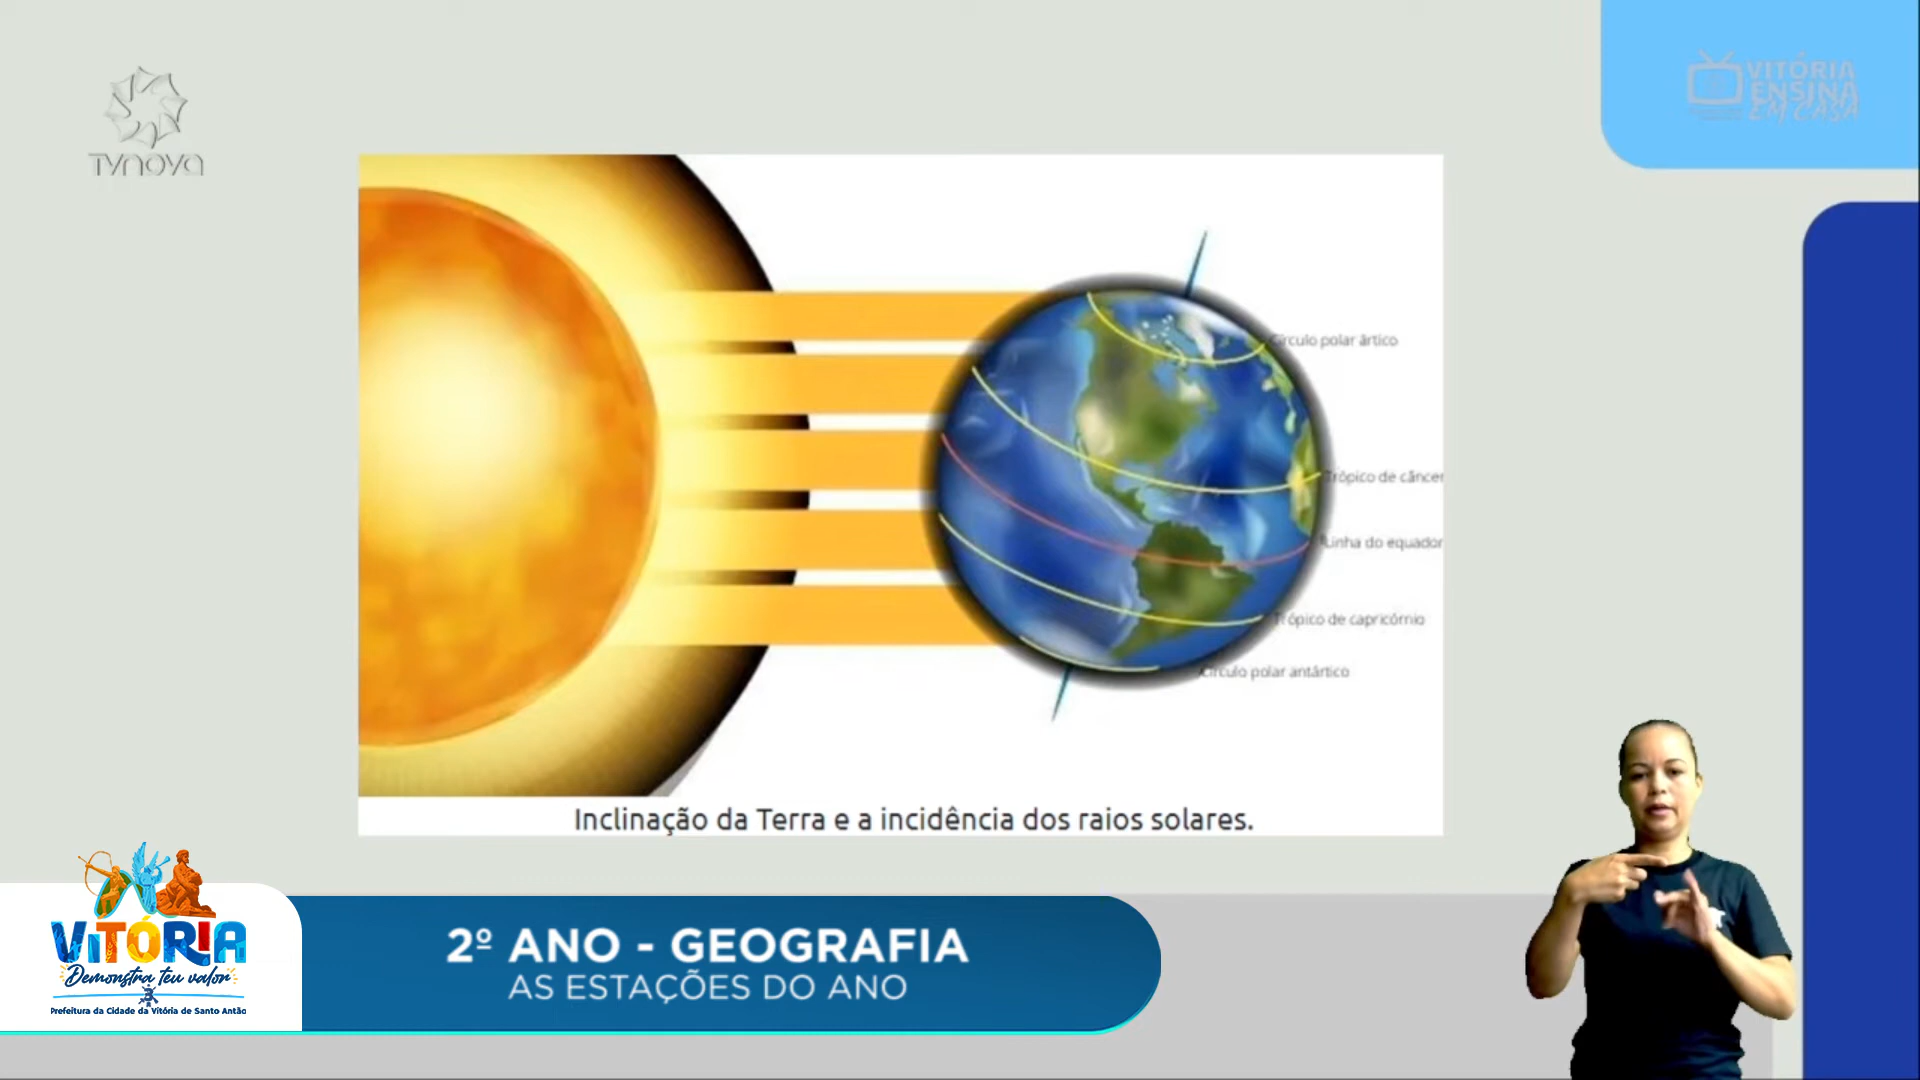 TVNOVA
VITÓRIA
ENSINA
EM CASA
Círculo polar ártico
Trópico de câncer
Linha do equador
Trópico de capricórnio
Círculo polar antártico
Inclinação da Terra e a incidência dos raios solares.
VITÓRIA
Demonstra teu valor
Prefeitura da Cidade da Vitória de Santo Antão
2º ANO - GEOGRAFIA
AS ESTAÇÕES DO ANO